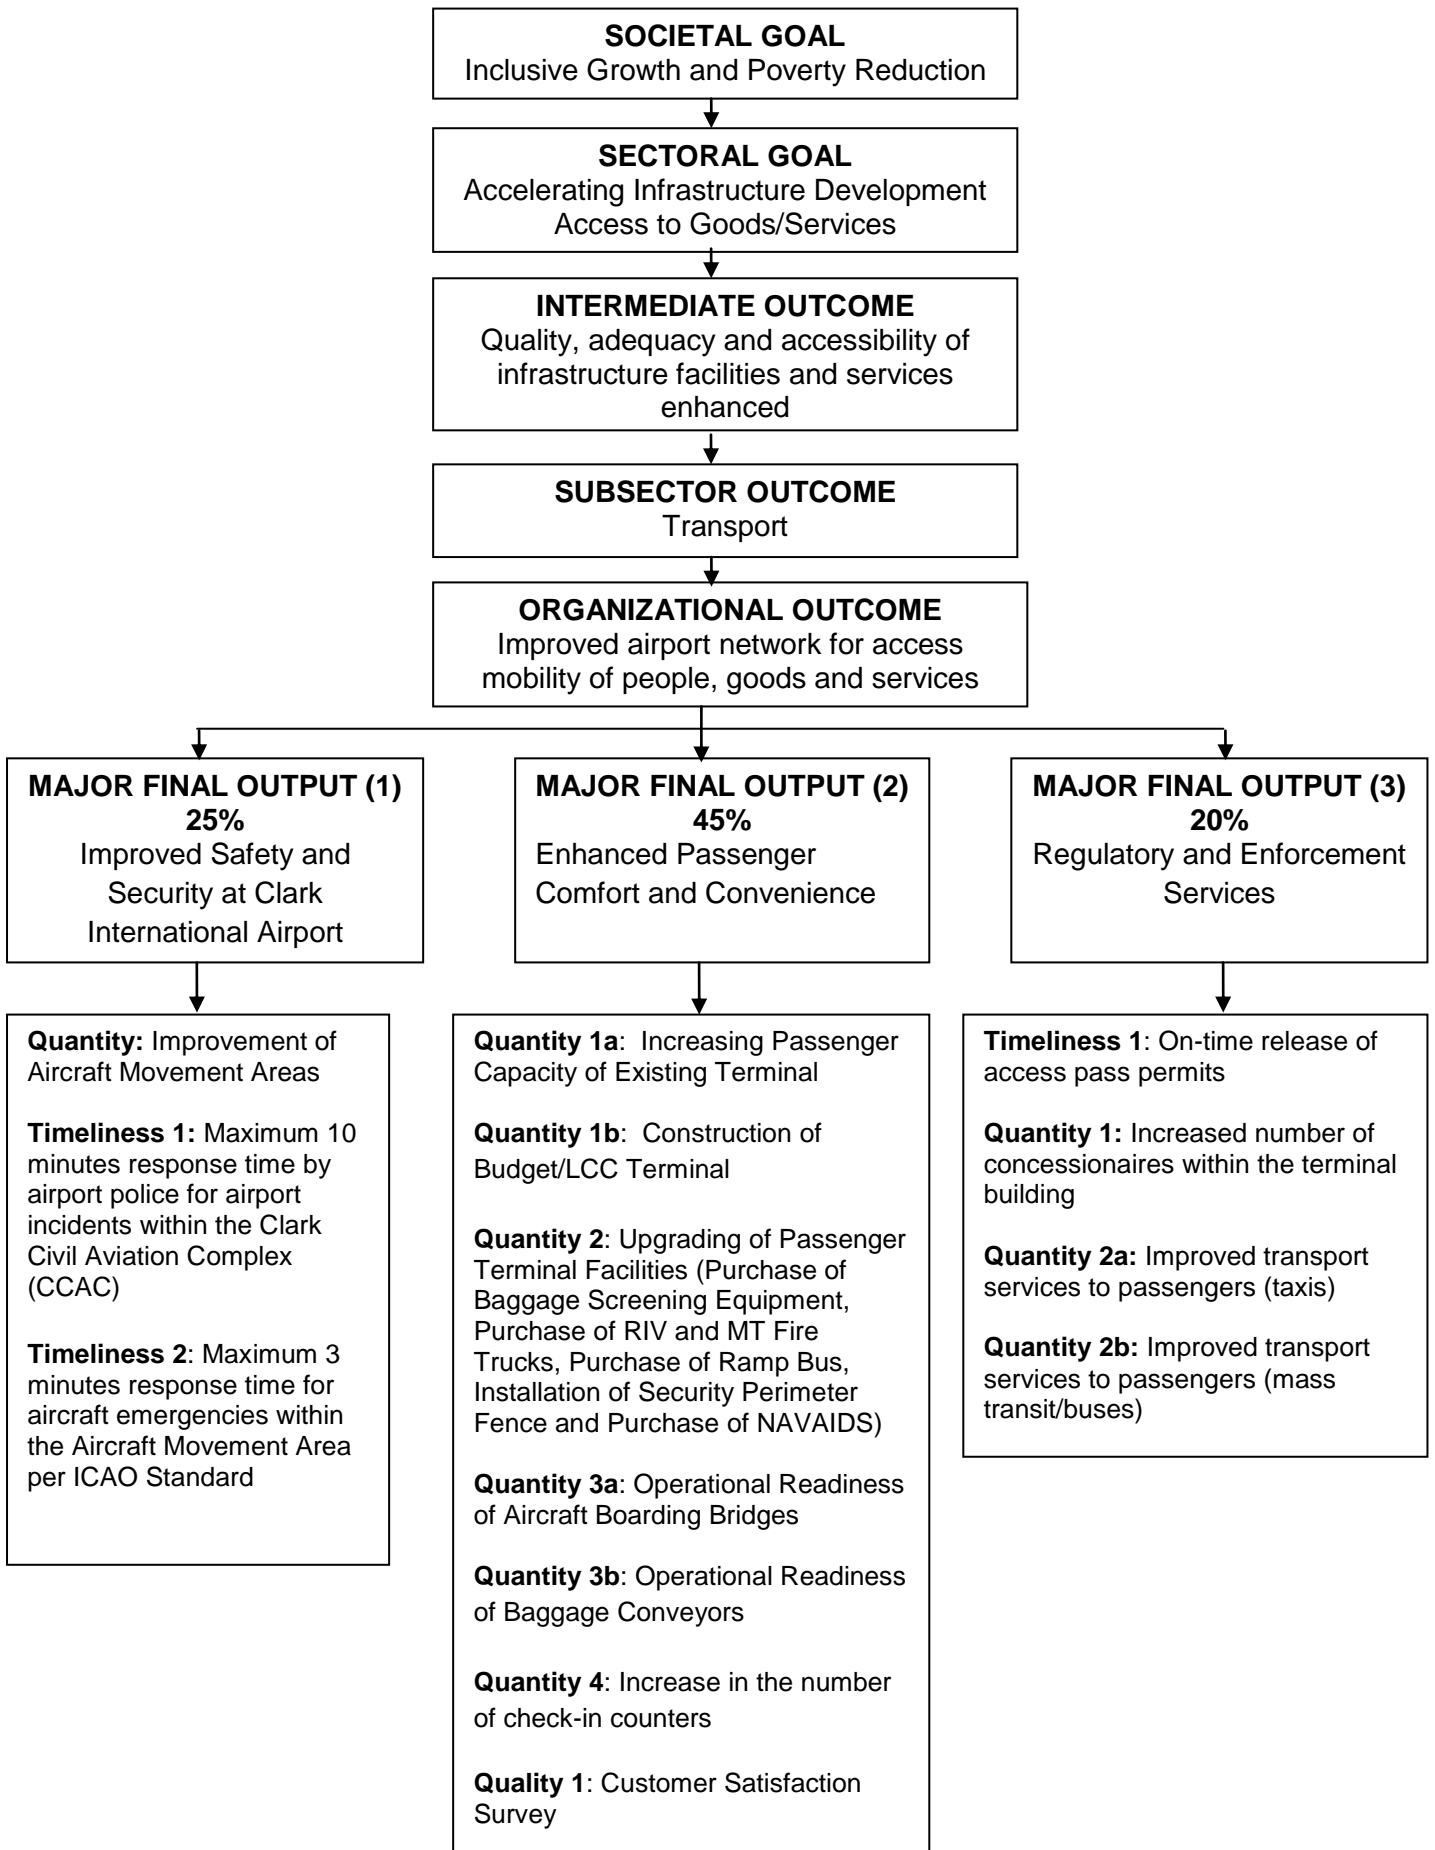 SOCIETAL GOAL
Inclusive Growth and Poverty Reduction
SECTORAL GOAL
Accelerating Infrastructure Development
Access to Goods/Services
INTERMEDIATE OUTCOME
Quality, adequacy and accessibility of
infrastructure facilities and services
enhanced
SUBSECTOR OUTCOME
Transport
ORGANIZATIONAL OUTCOME
Improved airport network for access
mobility of people, goods and services
MAJOR FINAL OUTPUT (1)
25%
Improved Safety and
Security at Clark
International Airport
MAJOR FINAL OUTPUT (2)
45%
Enhanced Passenger
Comfort and Convenience
MAJOR FINAL OUTPUT (3)
20%
Regulatory and Enforcement
Services
Quantity: Improvement of
Aircraft Movement Areas
Timeliness 1: Maximum 10
minutes response time by
airport police for airport
incidents within the Clark
Civil Aviation Complex
(CCAC)
Timeliness 2: Maximum 3
minutes response time for
aircraft emergencies within
the Aircraft Movement Area
per ICAO Standard
Quantity 1a: Increasing Passenger
Capacity of Existing Terminal
Quantity 1b: Construction of
Budget/LCC Terminal
Quantity 2: Upgrading of Passenger
Terminal Facilities (Purchase of
Baggage Screening Equipment,
Purchase of RIV and MT Fire
Trucks, Purchase of Ramp Bus,
Installation of Security Perimeter
Fence and Purchase of NAVAIDS)
Quantity 3a: Operational Readiness
of Aircraft Boarding Bridges
Quantity 3b: Operational Readiness
of Baggage Conveyors
Quantity 4: Increase in the number
of check-in counters
Quality 1: Customer Satisfaction
Survey
Timeliness 1: On-time release of
access pass permits
Quantity 1: Increased number of
concessionaires within the terminal
building
Quantity 2a: Improved transport
services to passengers (taxis)
Quantity 2b: Improved transport
services to passengers (mass
transit/buses)